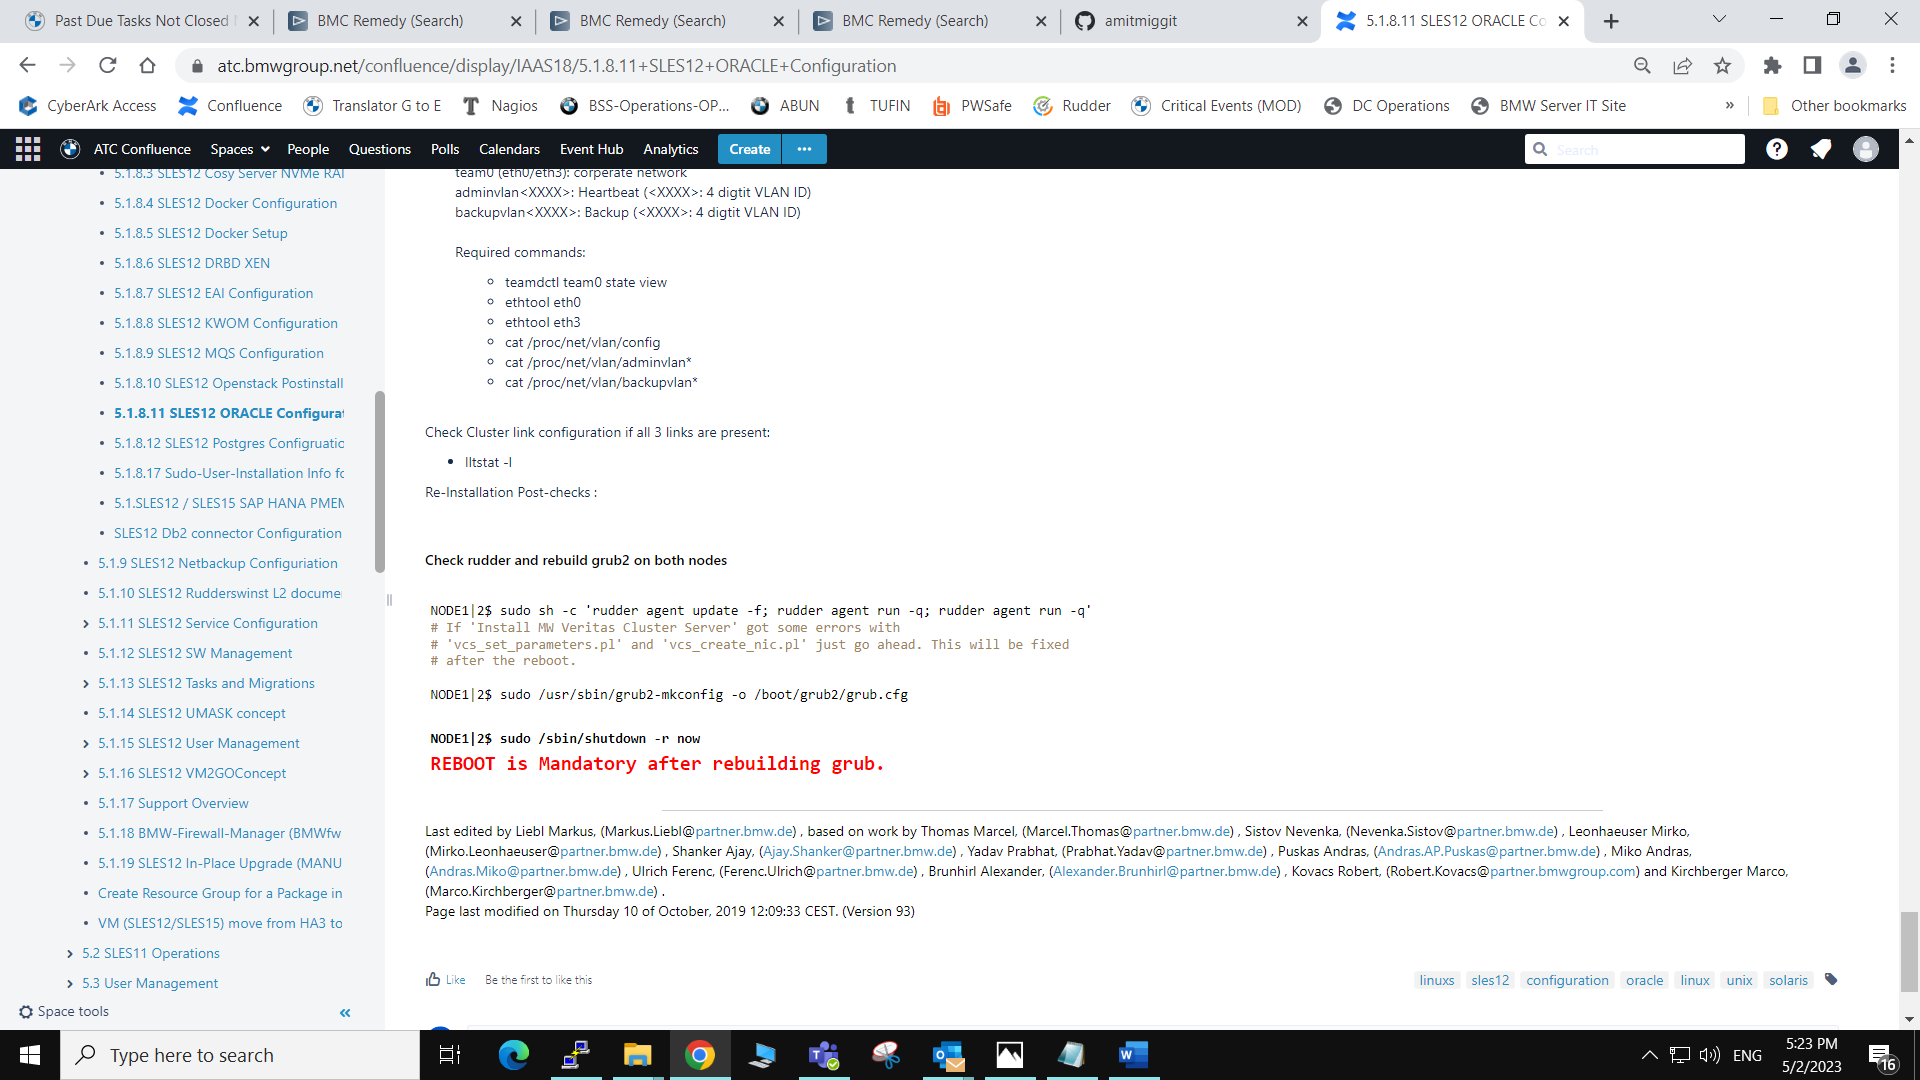 Past Due Tasks Not Closed
BMC Remedy (Search)
BMC Remedy (Search)
BMC Remedy (Search)
amitmiggit
5.1.8.11 SLES12 ORACLE Co
atc.bmwgroup.net/confluence/display/IAAS18/5.1.8.11+SLES12+ORACLE+Configuration
CyberArk Access
Confluence
Translator G to E
Nagios
BSS-Operations-OP...
ABUN
TUFIN
PWSafe
Rudder
Critical Events (MOD)
DC Operations
BMW Server IT Site
»
Other bookmarks
ATC Confluence
Spaces
People
Questions
Polls
Calendars
Event Hub
Analytics
Create
Search
5.1.8.3 SLES12 Cosy Server NVMe RAI
5.1.8.4 SLES12 Docker Configuration
5.1.8.5 SLES12 Docker Setup
5.1.8.6 SLES12 DRBD XEN
5.1.8.7 SLES12 EAI Configuration
5.1.8.8 SLES12 KWOM Configuration
5.1.8.9 SLES12 MQS Configuration
5.1.8.10 SLES12 Openstack Postinstall
5.1.8.11 SLES12 ORACLE Configurat
5.1.8.12 SLES12 Postgres Configruatio
5.1.8.17 Sudo-User-Installation Info fo
5.1.SLES12 / SLES15 SAP HANA PMEM
SLES12 Db2 connector Configuration
5.1.9 SLES12 Netbackup Configuriation
5.1.10 SLES12 Rudderswinst L2 docume
5.1.11 SLES12 Service Configuration
5.1.12 SLES12 SW Management
5.1.13 SLES12 Tasks and Migrations
5.1.14 SLES12 UMASK concept
5.1.15 SLES12 User Management
5.1.16 SLES12 VM2GOConcept
5.1.17 Support Overview
5.1.18 BMW-Firewall-Manager (BMWfw
5.1.19 SLES12 In-Place Upgrade (MANU
Create Resource Group for a Package in
VM (SLES12/SLES15) move from HA3 to
5.2 SLES11 Operations
5.3 User Management
Space tools
«
team0 (eth0/eth3): corperate network
adminvlan<XXXX>: Heartbeat (<XXXX>: 4 digtit VLAN ID)
backupvlan<XXXX>: Backup (<XXXX>: 4 digtit VLAN ID)
Required commands:
teamdctl team0 state view
ethtool eth0
ethtool eth3
cat /proc/net/vlan/config
cat /proc/net/vlan/adminvlan*
cat /proc/net/vlan/backupvlan*
Check Cluster link configuration if all 3 links are present:
lltstat -l
Re-Installation Post-checks :
Check rudder and rebuild grub2 on both nodes
NODE1|2$ sudo sh -c 'rudder agent update -f; rudder agent run -q; rudder agent run -q'
# If 'Install MW Veritas Cluster Server' got some errors with
# 'vcs_set_parameters.pl' and 'vcs_create_nic.pl' just go ahead. This will be fixed
# after the reboot.
NODE1|2$ sudo /usr/sbin/grub2-mkconfig -o /boot/grub2/grub.cfg
NODE1|2$ sudo /sbin/shutdown -r now
REBOOT is Mandatory after rebuilding grub.
Last edited by Liebl Markus, (Markus.Liebl@partner.bmw.de) , based on work by Thomas Marcel, (Marcel.Thomas@partner.bmw.de) , Sistov Nevenka, (Nevenka.Sistov@partner.bmw.de) , Leonhaeuser Mirko,
(Mirko.Leonhaeuser@partner.bmw.de) , Shanker Ajay, (Ajay.Shanker@partner.bmw.de) , Yadav Prabhat, (Prabhat.Yadav@partner.bmw.de) , Puskas Andras, (Andras.AP.Puskas@partner.bmw.de) , Miko Andras,
(Andras.Miko@partner.bmw.de) , Ulrich Ferenc, (Ferenc.Ulrich@partner.bmw.de) , Brunhirl Alexander, (Alexander.Brunhirl@partner.bmw.de) , Kovacs Robert, (Robert.Kovacs@partner.bmwgroup.com) and Kirchberger Marco,
(Marco.Kirchberger@partner.bmw.de) .
Page last modified on Thursday 10 of October, 2019 12:09:33 CEST. (Version 93)
Like
Be the first to like this
linuxs
sles12
configuration
oracle
linux
unix
solaris
Type here to search
ENG
5:23 PM
5/2/2023
16